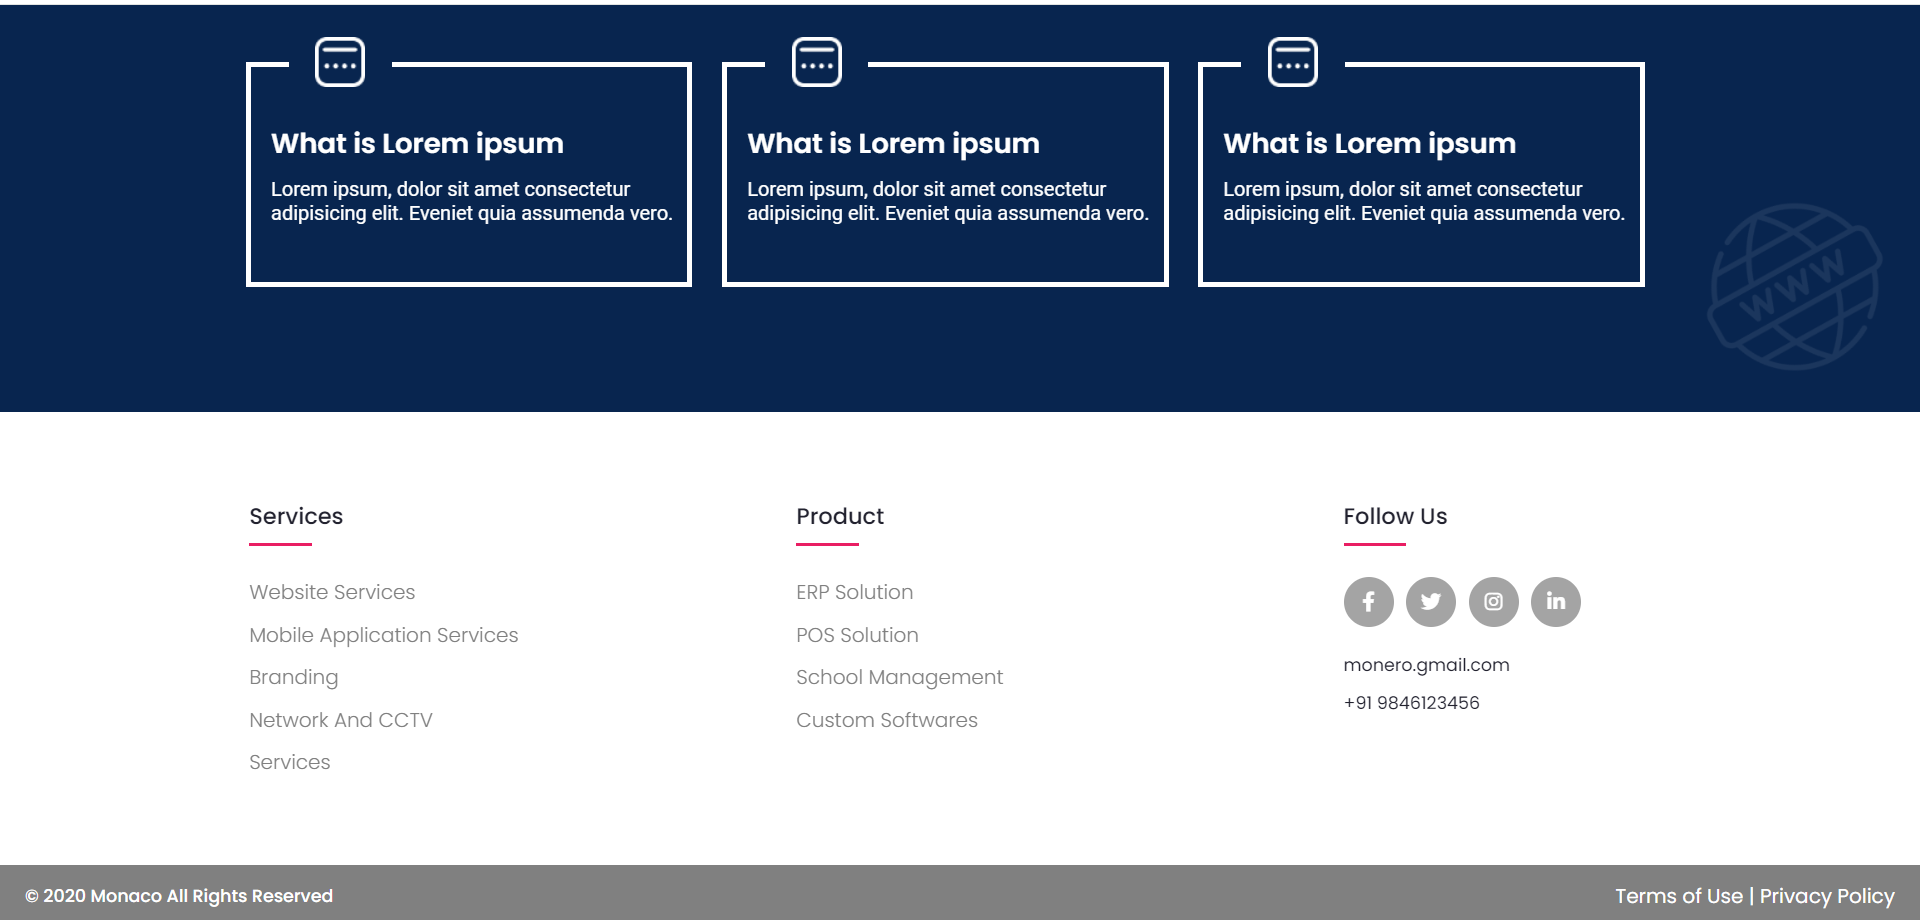 What is Lorem ipsum
Lorem ipsum, dolor sit amet consectetur
adipisicing elit. Eveniet quia assumenda vero.
What is Lorem ipsum
Lorem ipsum, dolor sit amet consectetur
adipisicing elit. Eveniet quia assumenda vero.
What is Lorem ipsum
Lorem ipsum, dolor sit amet consectetur
adipisicing elit. Eveniet quia assumenda vero.
WWW
Services
Website Services
Mobile Application Services
Branding
Network And CCTV
Services
Product
ERP Solution
POS Solution
School Management
Custom Softwares
Follow Us
monero.gmail.com
+91 9846123456
© 2020 Monaco All Rights Reserved
Terms of Use | Privacy Policy